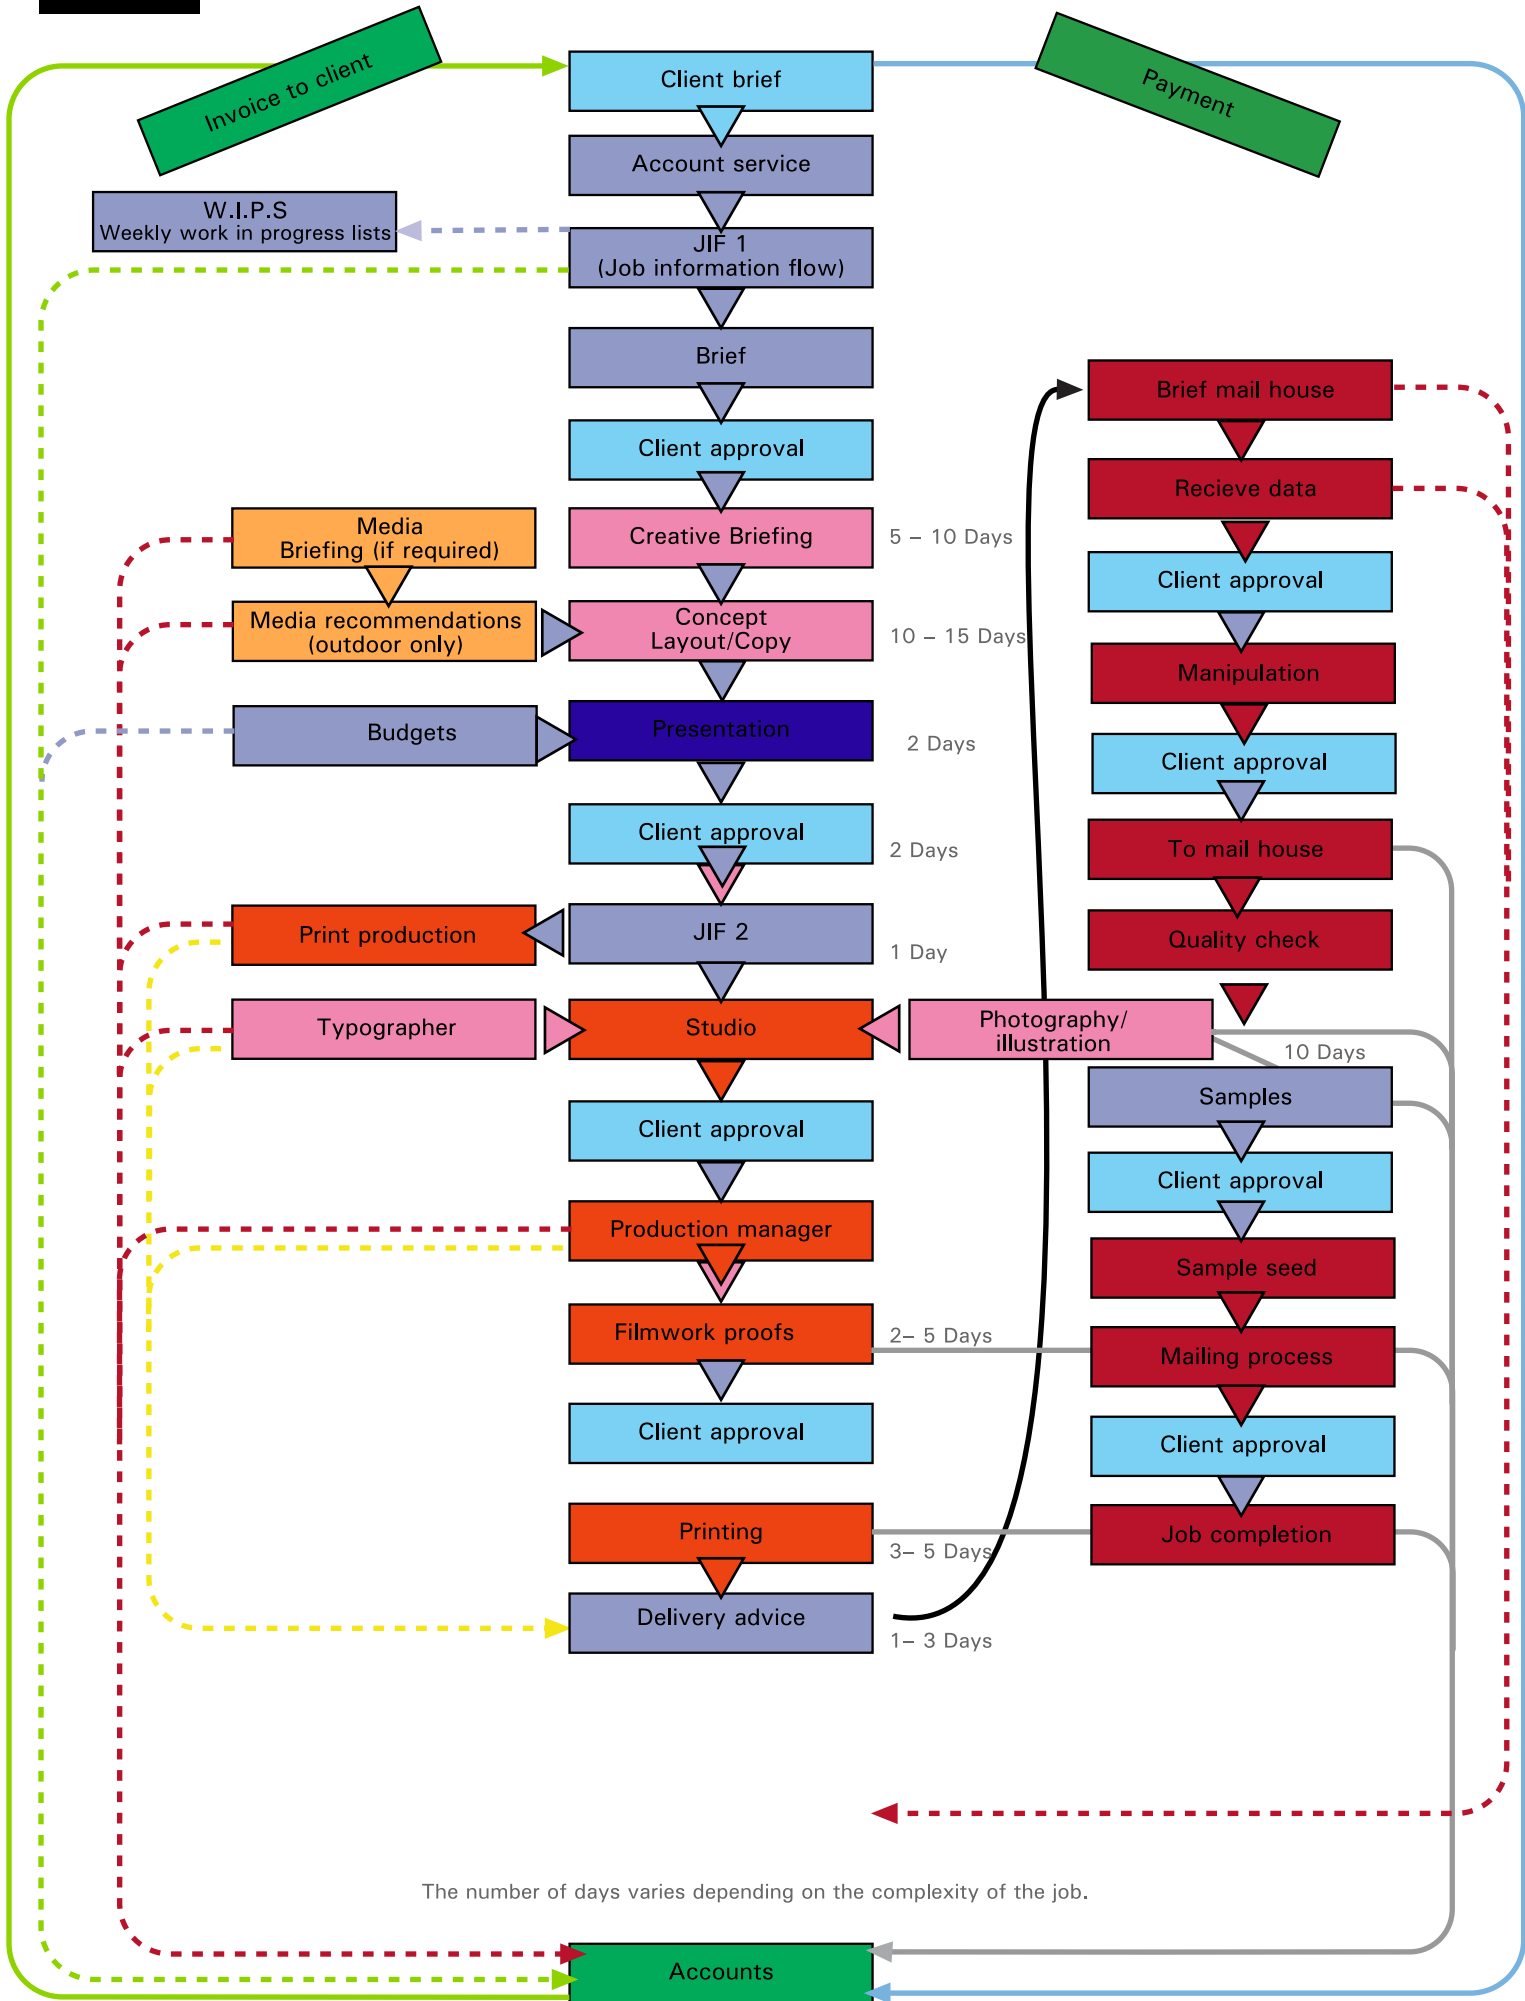 Invoice to client
Payment
Client brief
Account service
W.I.P.S
Weekly work in progress lists
JIF 1
(Job information flow)
Brief
Client approval
Media
Briefing (if required)
Creative Briefing
5 – 10 Days
Media recommendations
(outdoor only)
Concept
Layout/Copy
10 – 15 Days
Budgets
Presentation
2 Days
Client approval
2 Days
Print production
JIF 2
1 Day
Typographer
Studio
Photography/
illustration
10 Days
Client approval
Production manager
Filmwork proofs
2– 5 Days
Client approval
Printing
3– 5 Days
Delivery advice
1– 3 Days
Brief mail house
Recieve data
Client approval
Manipulation
Client approval
To mail house
Quality check
Samples
Client approval
Sample seed
Mailing process
Client approval
Job completion
The number of days varies depending on the complexity of the job.
Accounts